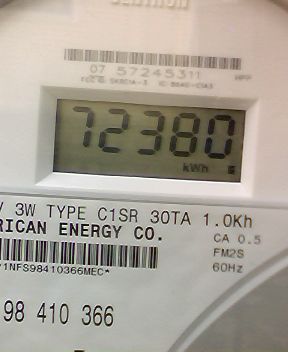 07 57245311
72380
kWh
3W TYPE C1SR 30TA 1.0Kh
RICAN ENERGY CO.
CA 0.5
FM2S
60Hz
1NFS98410366MEC*
98 410 366